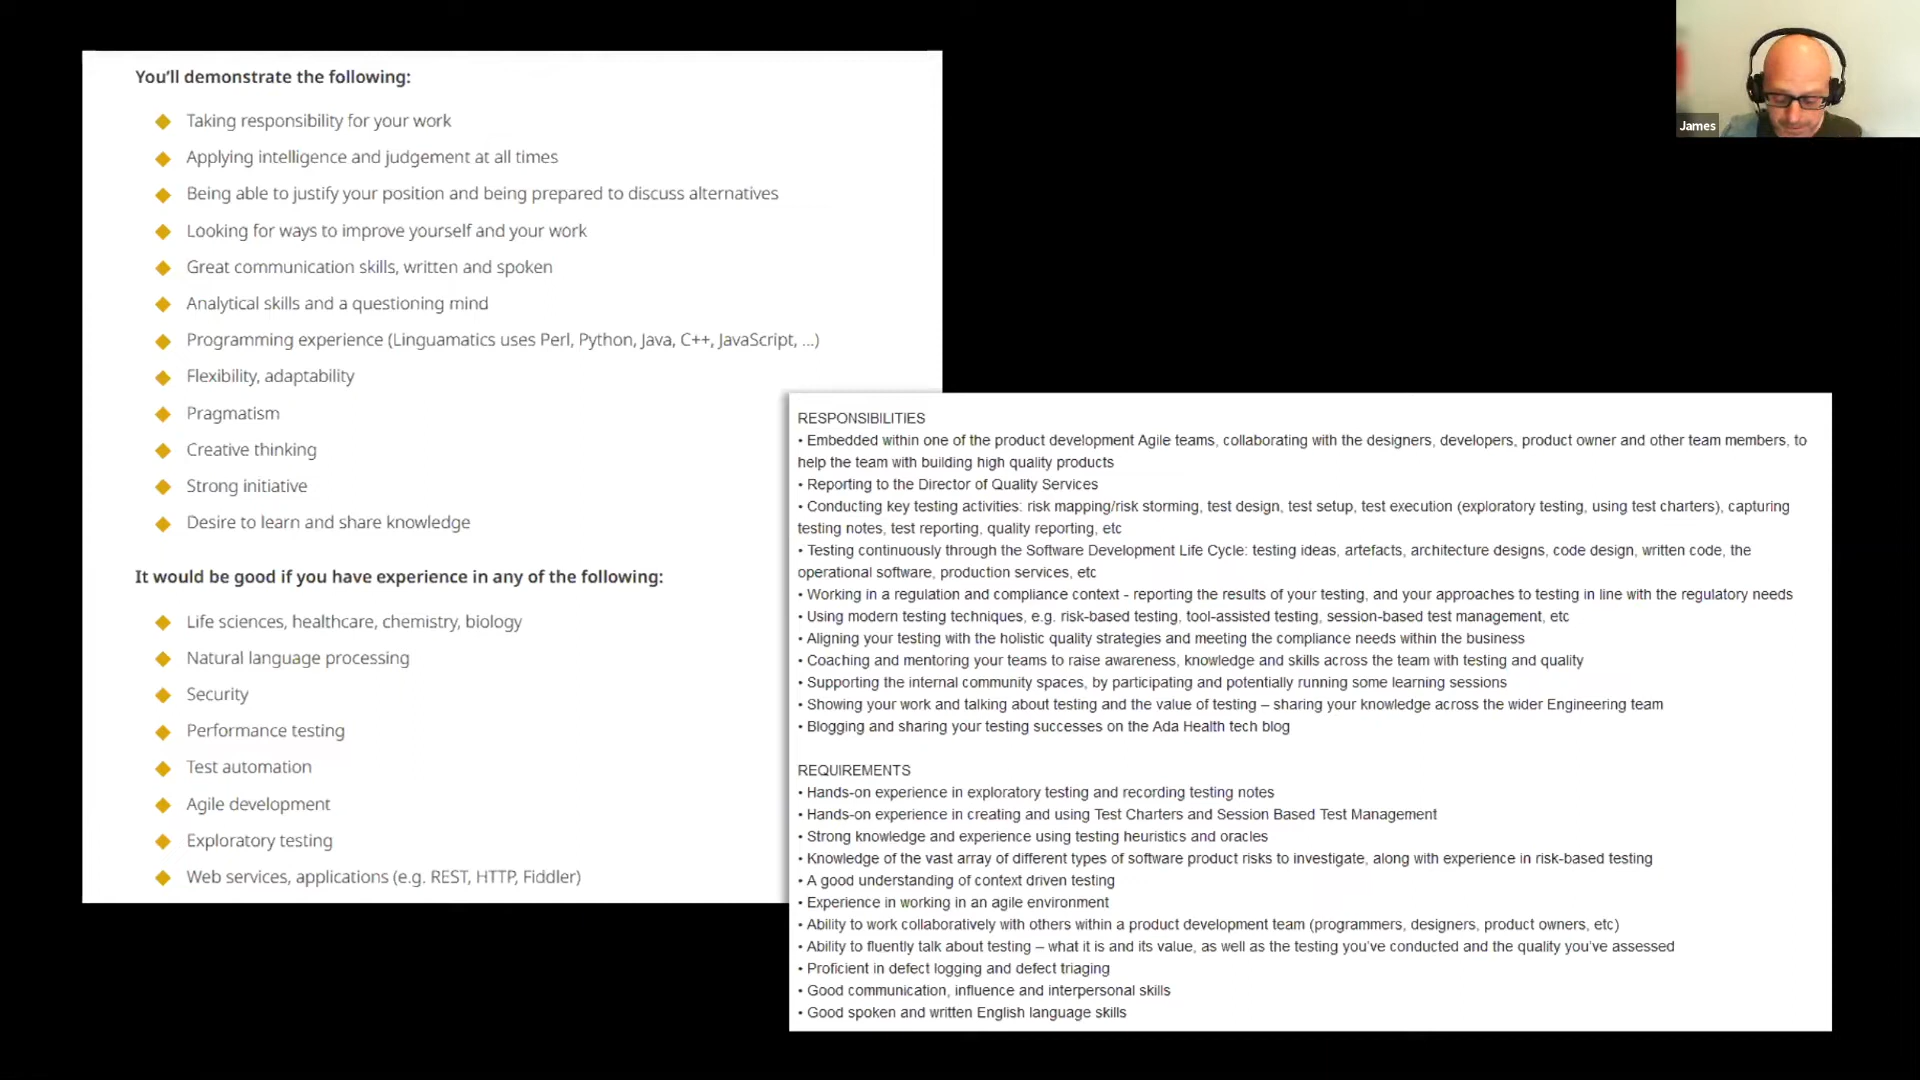 You'll demonstrate the following:
Taking responsibility for your work
Applying intelligence and judgement at all times
Being able to justify your position and being prepared to discuss alternatives
Looking for ways to improve yourself and your work
Great communication skills, written and spoken
Analytical skills and a questioning mind
Programming experience (Linguamatics uses Perl, Python, Java, C++, JavaScript, ...)
Flexibility, adaptability
Pragmatism
Creative thinking
Strong initiative
Desire to learn and share knowledge
It would be good if you have experience in any of the following:
Life sciences, healthcare, chemistry, biology
Natural language processing
Security
Performance testing
Test automation
Agile development
Exploratory testing
Web services, applications (e.g. REST, HTTP, Fiddler)
RESPONSIBILITIES
• Embedded within one of the product development Agile teams, collaborating with the designers, developers, product owner and other team members, to
help the team with building high quality products
• Reporting to the Director of Quality Services
• Conducting key testing activities: risk mapping/risk storming, test design, test setup, test execution (exploratory testing, using test charters), capturing
testing notes, test reporting, quality reporting, etc
• Testing continuously through the Software Development Life Cycle: testing ideas, artefacts, architecture designs, code design, written code, the
operational software, production services, etc
• Working in a regulation and compliance context - reporting the results of your testing, and your approaches to testing in line with the regulatory needs
• Using modern testing techniques, e.g. risk-based testing, tool-assisted testing, session-based test management, etc
• Aligning your testing with the holistic quality strategies and meeting the compliance needs within the business
• Coaching and mentoring your teams to raise awareness, knowledge and skills across the team with testing and quality
• Supporting the internal community spaces, by participating and potentially running some learning sessions
• Showing your work and talking about testing and the value of testing – sharing your knowledge across the wider Engineering team
• Blogging and sharing your testing successes on the Ada Health tech blog
REQUIREMENTS
• Hands-on experience in exploratory testing and recording testing notes
• Hands-on experience in creating and using Test Charters and Session Based Test Management
• Strong knowledge and experience using testing heuristics and oracles
• Knowledge of the vast array of different types of software product risks to investigate, along with experience in risk-based testing
• A good understanding of context driven testing
• Experience in working in an agile environment
• Ability to work collaboratively with others within a product development team (programmers, designers, product owners, etc)
• Ability to fluently talk about testing – what it is and its value, as well as the testing you've conducted and the quality you've assessed
• Proficient in defect logging and defect triaging
• Good communication, influence and interpersonal skills
• Good spoken and written English language skills
James